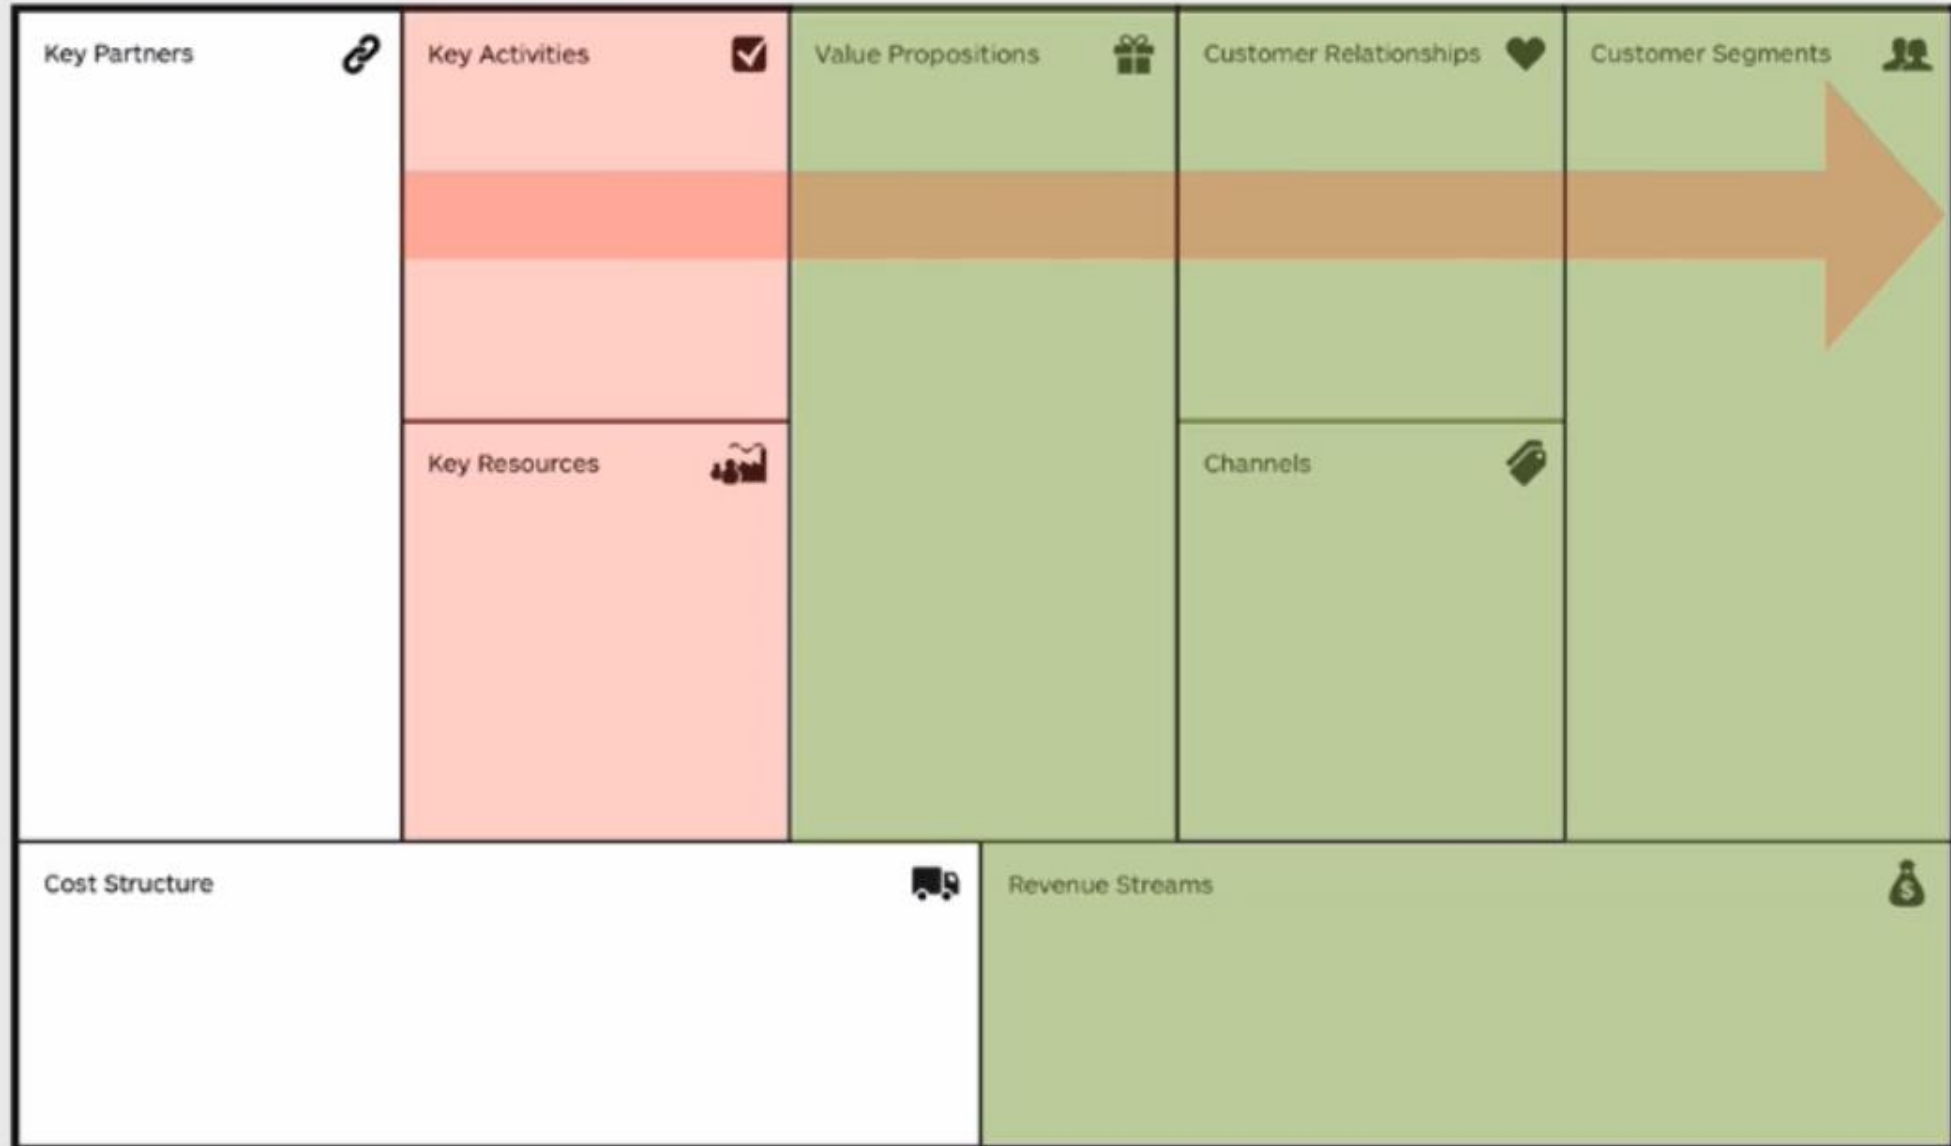 Key Partners
Key Activities
Value Propositions
Customer Relationships
Customer Segments
Key Resources
Channels
Cost Structure
Revenue Streams
$